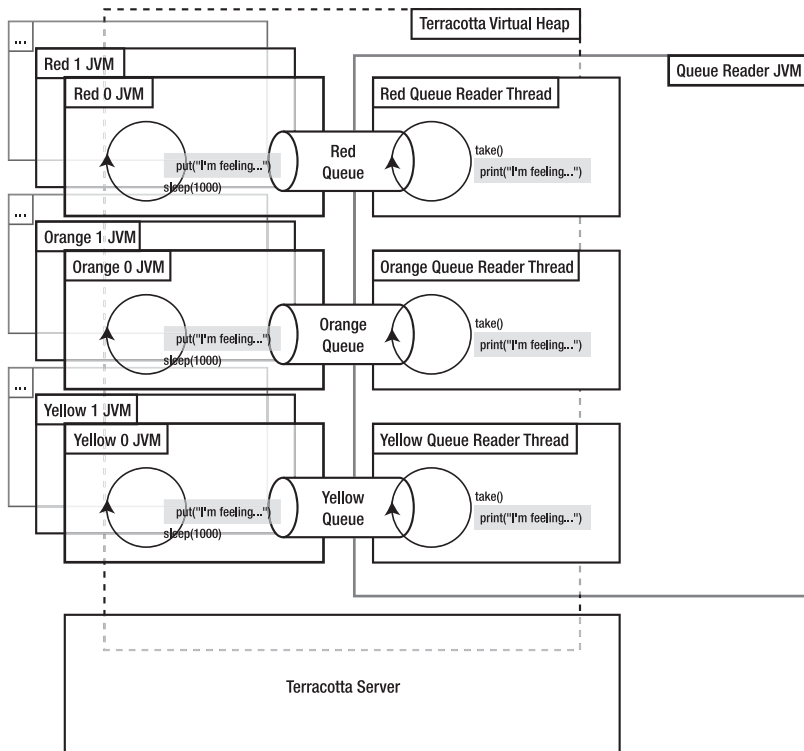 Terracotta Virtual Heap
Queue Reader JVM
...
Red 1 JVM
Red 0 JVM
put("I'm feeling...")
sleep(1000)
Red
Queue
Red Queue Reader Thread
take()
print("I'm feeling...")
...
Orange 1 JVM
Orange 0 JVM
put("I'm feeling...")
sleep(1000)
Orange
Queue
Orange Queue Reader Thread
take()
print("I'm feeling...")
...
Yellow 1 JVM
Yellow 0 JVM
put("I'm feeling...")
sleep(1000)
Yellow
Queue
Yellow Queue Reader Thread
take()
print("I'm feeling...")
Terracotta Server